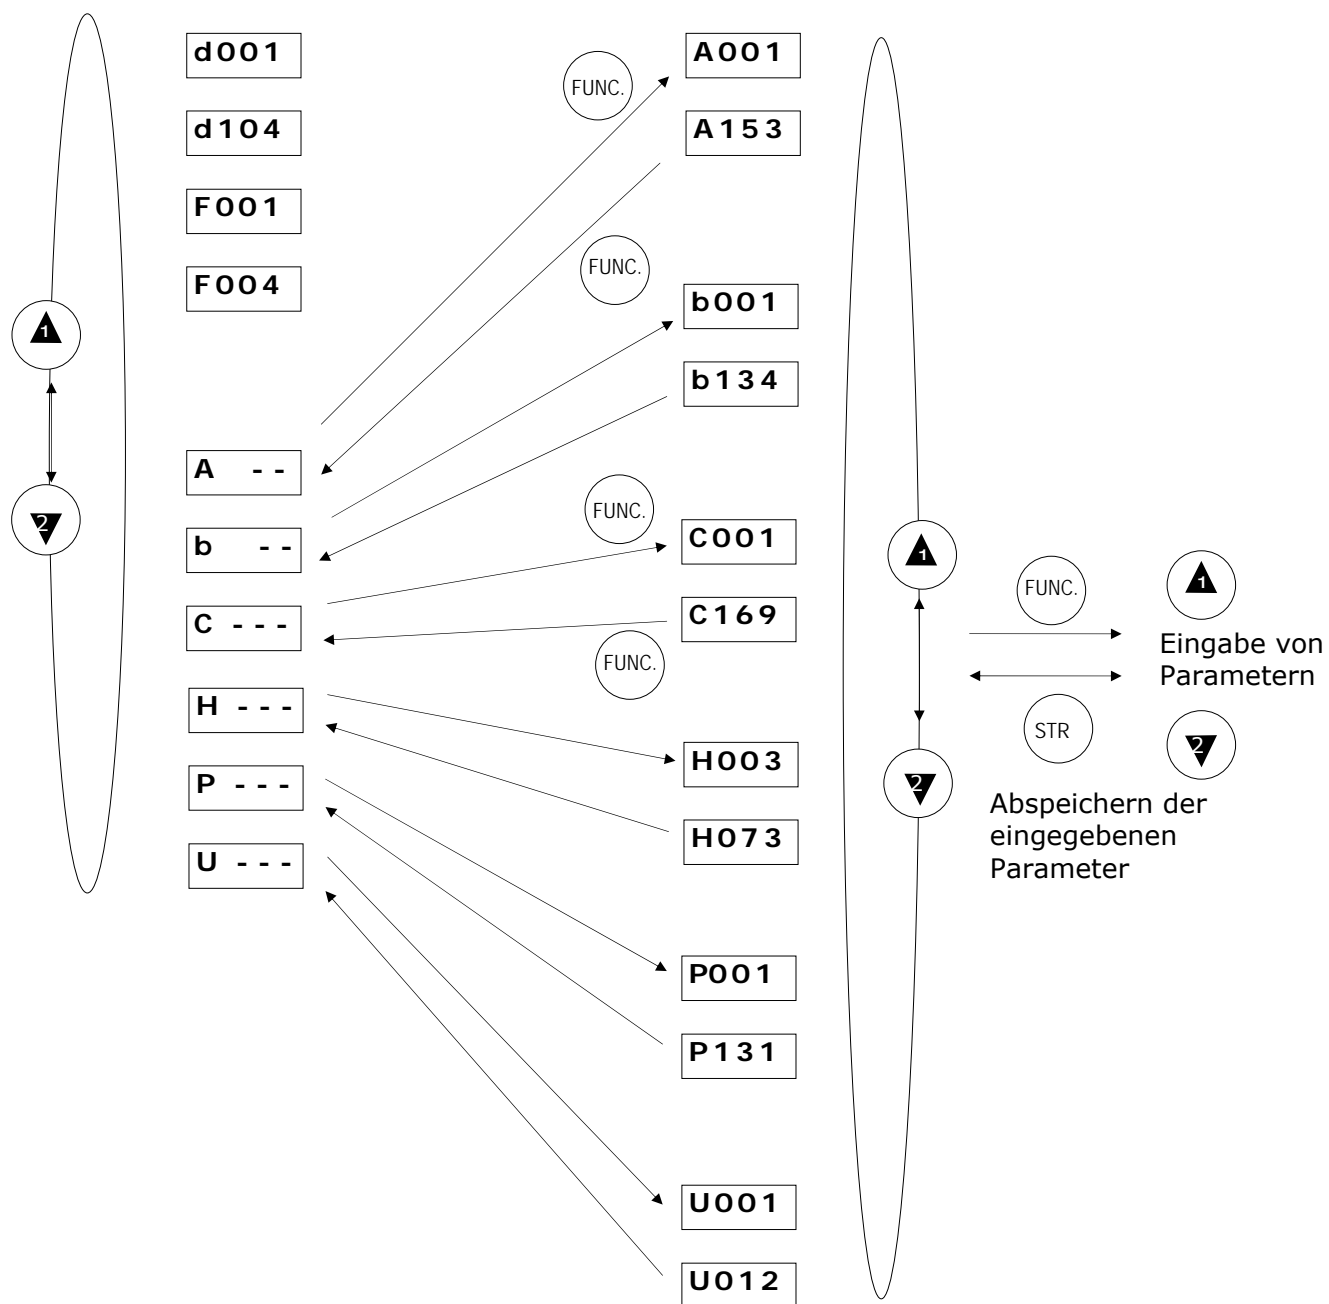 d001
d104
F001
F004
1
2
A --
b --
C ---
H ---
P ---
U ---
FUNC.
FUNC.
FUNC.
FUNC.
A001
A153
b001
b134
C001
C169
H003
H073
P001
P131
U001
U012
1
2
FUNC.
STR
1
Eingabe von
Parametern
2
Abspeichern der
eingegebenen
Parameter